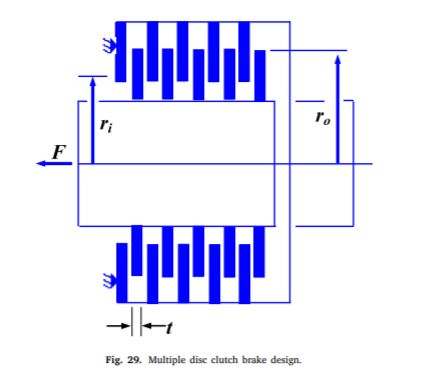 r_i
r_o
F
t
Fig. 29. Multiple disc clutch brake design.